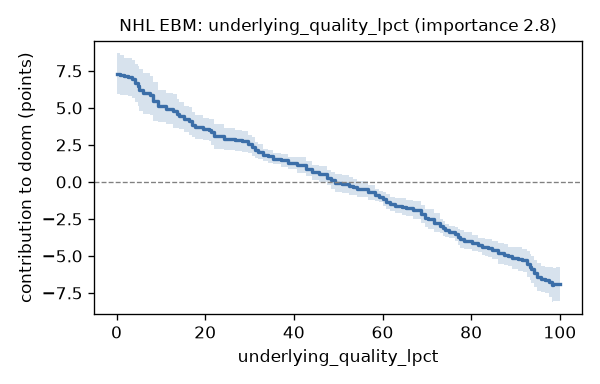 NHL EBM: underlying_quality_lpct (importance 2.8)
contribution to doom (points)
7.5
5.0
2.5
0.0
−2.5
−5.0
−7.5
0 20 40 60 80 100
underlying_quality_lpct